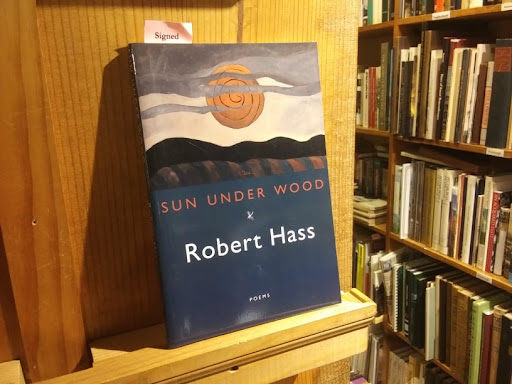 Signed
SUN UNDER WOOD
Robert Hass
POEMS